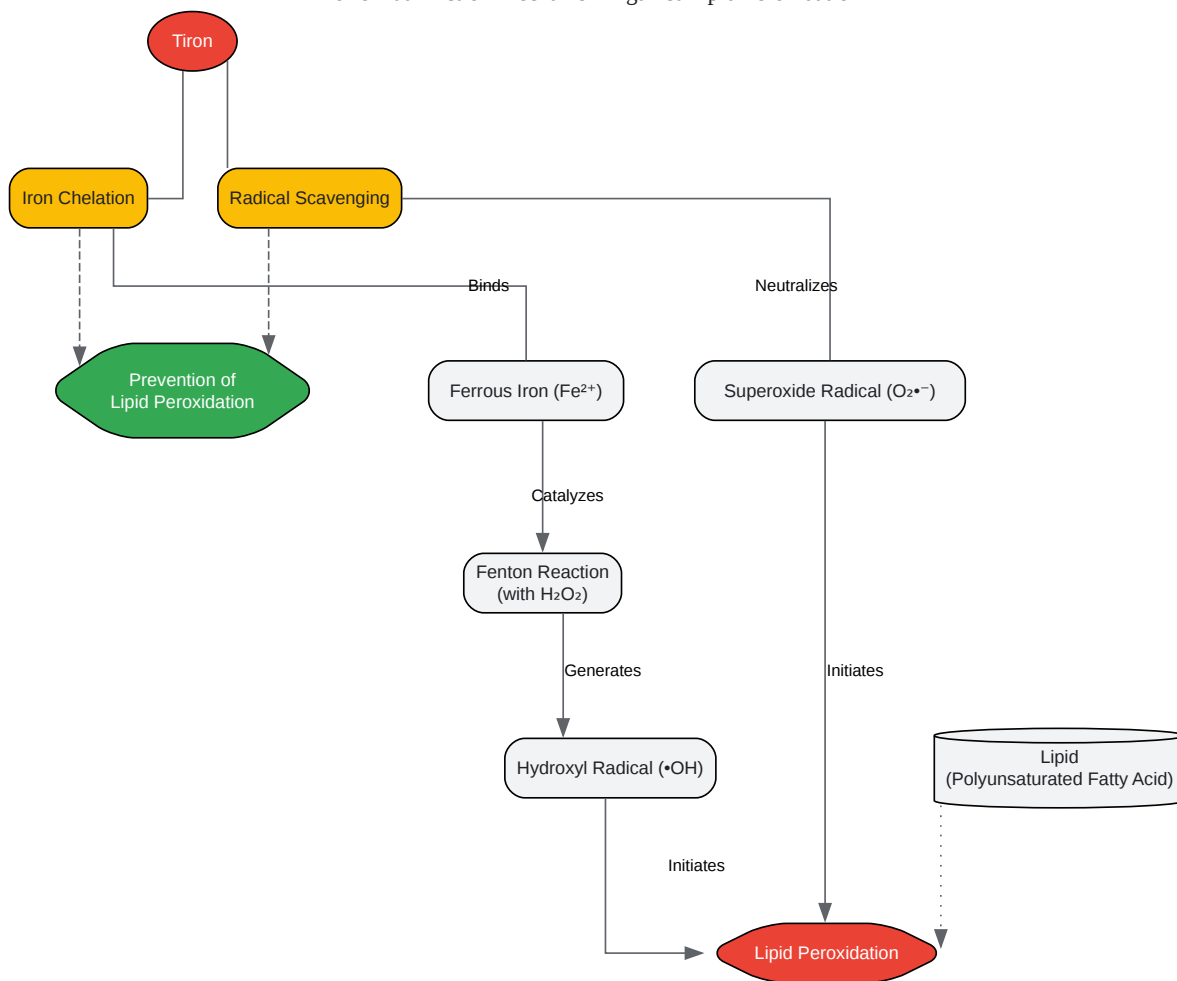 Tiron
Iron Chelation
Radical Scavenging
Binds
Neutralizes
Prevention of
Lipid Peroxidation
Ferrous Iron (Fe²⁺)
Superoxide Radical (O₂•⁻)
Catalyzes
Fenton Reaction
(with H₂O₂)
Generates
Initiates
Hydroxyl Radical (•OH)
Lipid
(Polyunsaturated Fatty Acid)
Initiates
Lipid Peroxidation